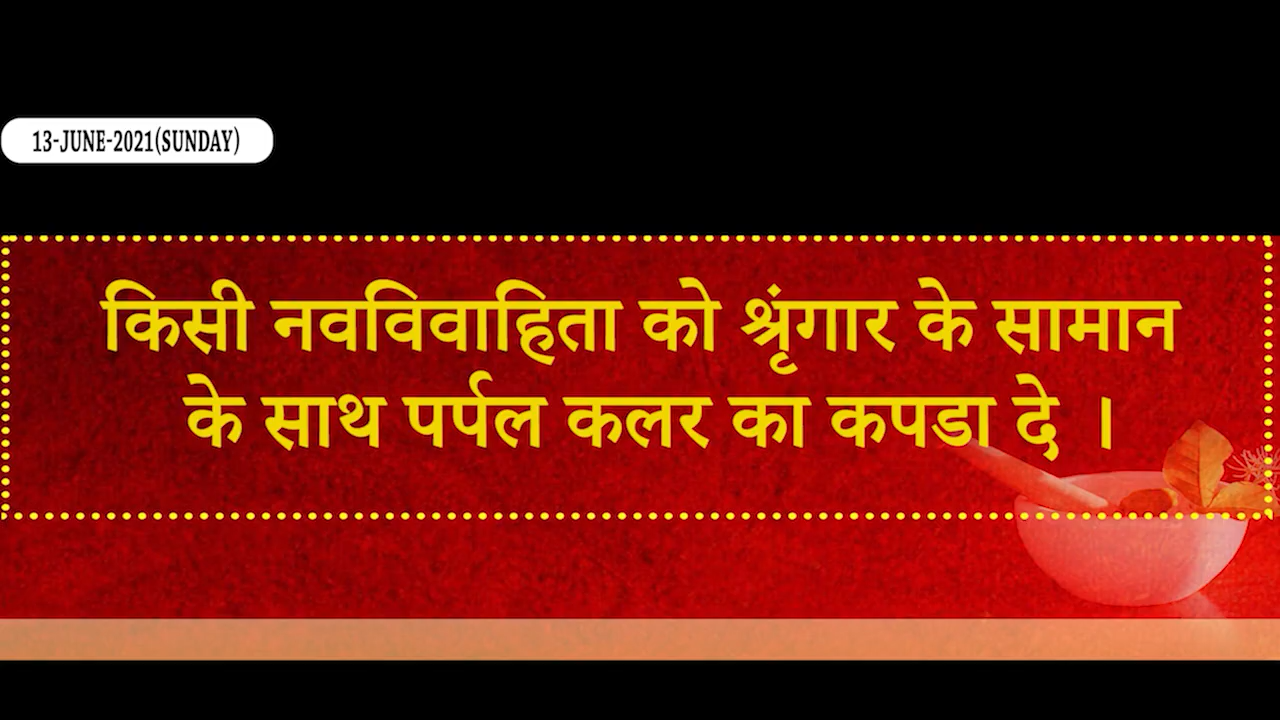 13-JUNE-2021(SUNDAY)
किसी नवविवाहिता को श्रृंगार के सामान
के साथ पर्पल कलर का कपडा दे ।